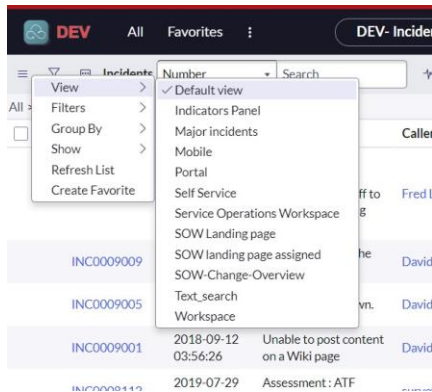 DEV All Favorites DEV- Incide
Incidents Number Search
All >
Caller
View
Filters
Group By
Show
Refresh List
Create Favorite
Default view
Indicators Panel
Major incidents
Mobile
Portal
Self Service
Service Operations Workspace
SOW Landing page
SOW landing page assigned
SOW-Change-Overview
Text_search
Workspace
ff to Fred
g
he
INC0009009 David
INC0009005 wn. David
INC0009001 2018-09-12 Unable to post content David
03:56:26 on a Wiki page
INC0008112 2019-07-29 Assessment : ATF survey